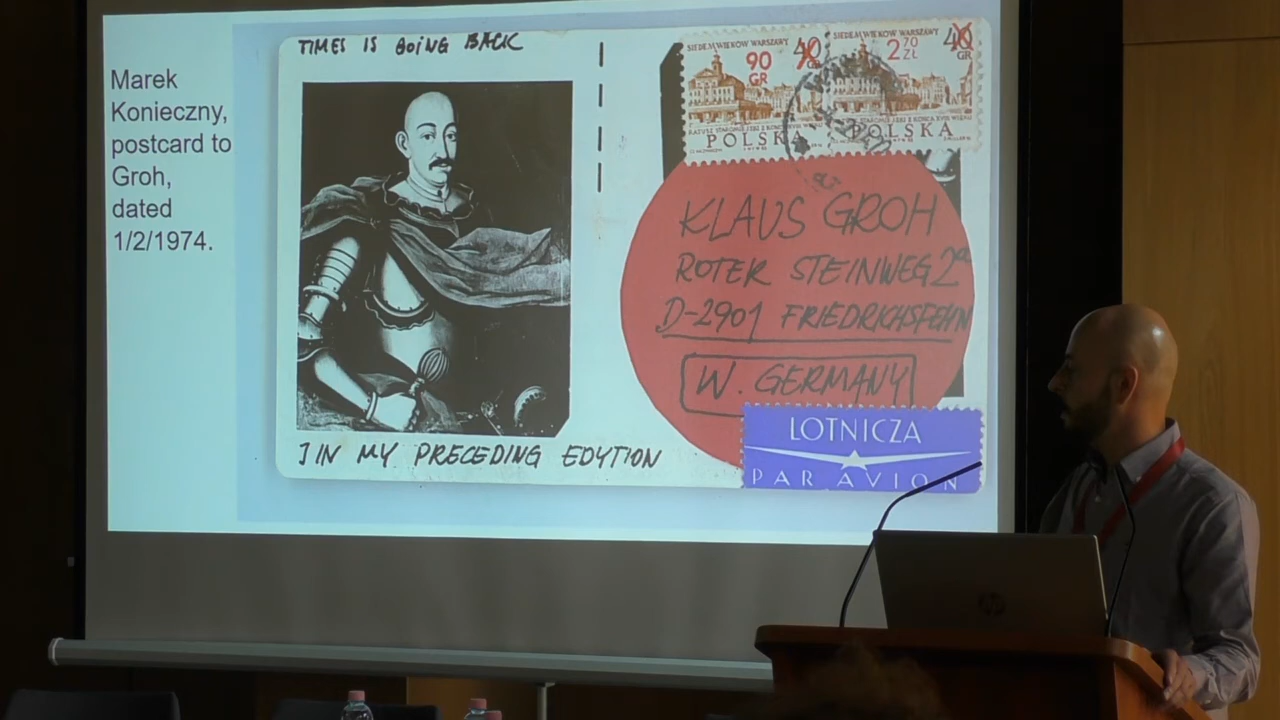 Marek
Konieczny,
postcard to
Groh,
dated
1/2/1974.
TIMES IS GOING BACK
I IN MY PRECEDING EDYTION
SIEDEM WIEKÓW WARSZAWY 40 GR
90 GR
POLSKA
SIEDEM WIEKÓW WARSZAWY 40 GR
2 70 ZŁ
POLSKA
KLAUS GROH
ROTER STEINWEG 2a
D-2901 FRIEDRICHSFEHN
W. GERMANY
LOTNICZA
PAR AVION
hp